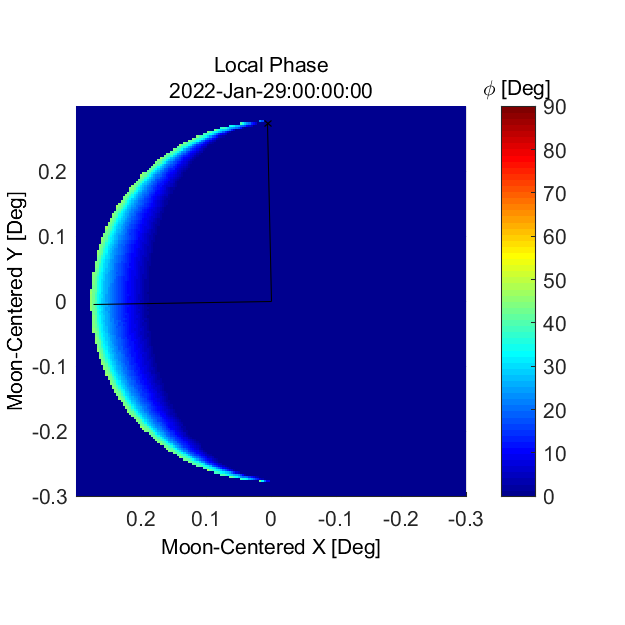 Local Phase
2022-Jan-29:00:00:00:00
ϕ [Deg]
90
80
70
60
50
40
30
20
10
0
Moon-Centered Y [Deg]
0.2
0.1
0
-0.1
-0.2
-0.3
0.2 0.1 0 -0.1 -0.2 -0.3
Moon-Centered X [Deg]